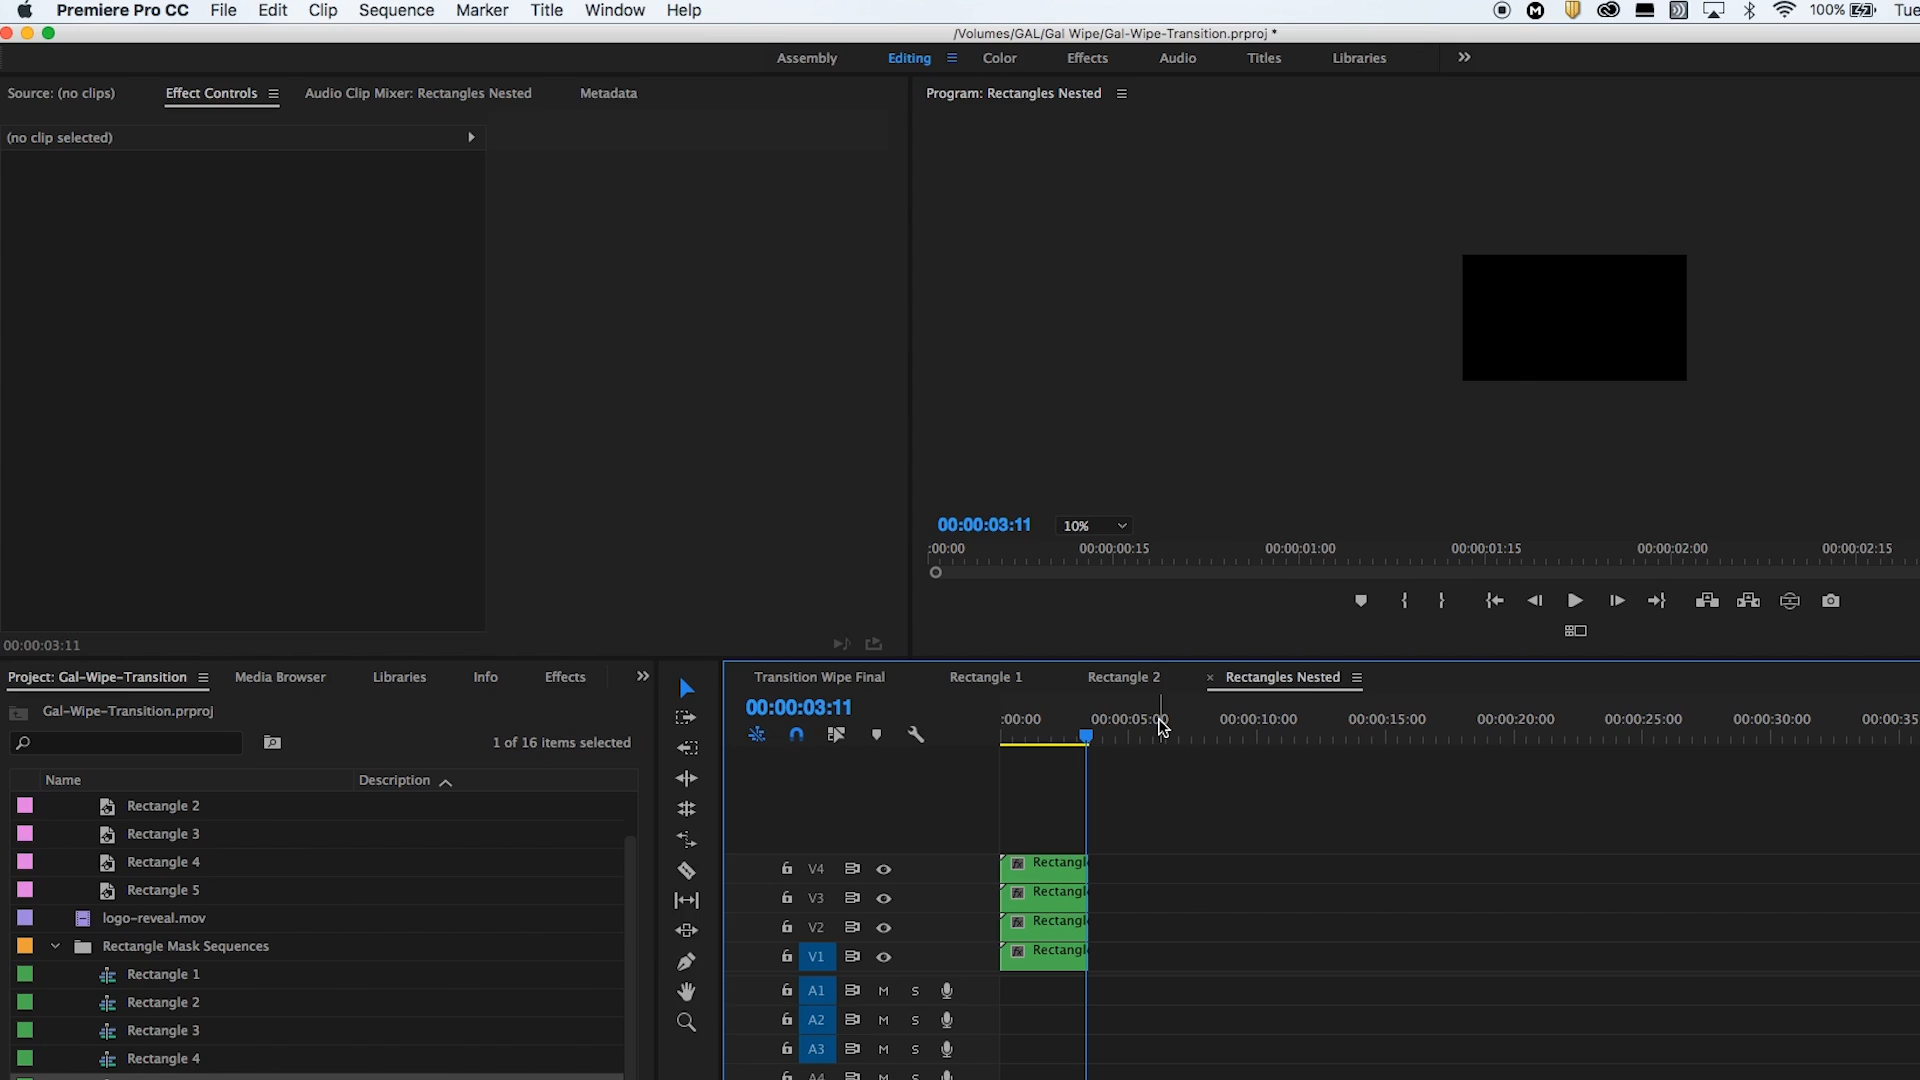 Premiere Pro CC File Edit Clip Sequence Marker Title Window Help 100% Tue
/Volumes/GAL/Gal Wipe/Gal-Wipe-Transition.prproj *
Assembly Editing Color Effects Audio Titles Libraries
Source: (no clips) Effect Controls Audio Clip Mixer: Rectangles Nested Metadata
Program: Rectangles Nested
(no clip selected)
00:00:03:11 10%
:00:00 00:00:00:15 00:00:01:00 00:00:01:15 00:00:02:00 00:00:02:15
00:00:03:11
Project: Gal-Wipe-Transition Media Browser Libraries Info Effects
Gal-Wipe-Transition.prproj
1 of 16 items selected
Name Description
Rectangle 2
Rectangle 3
Rectangle 4
Rectangle 5
logo-reveal.mov
Rectangle Mask Sequences
Rectangle 1
Rectangle 2
Rectangle 3
Rectangle 4
Transition Wipe Final Rectangle 1 Rectangle 2 × Rectangles Nested
00:00:03:11
:00:00 00:00:05:00 00:00:10:00 00:00:15:00 00:00:20:00 00:00:25:00 00:00:30:00 00:00:35
V4 fx Rectangl
V3 fx Rectangl
V2 fx Rectangl
V1 fx Rectangl
A1 M S
A2 M S
A3 M S
A4 M S